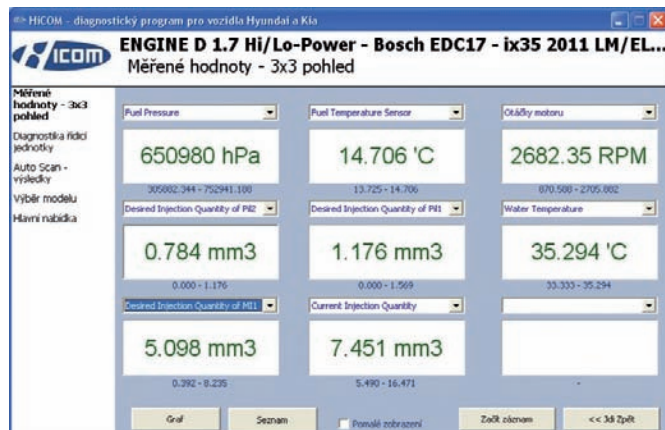 HiCOM - diagnostický program pro vozidla Hyundai a Kia
HICOM
ENGINE D 1.7 Hi/Lo-Power - Bosch EDC17 - ix35 2011 LM/EL...
Měřené hodnoty - 3x3 pohled
Měřené
hodnoty - 3x3
pohled
Diagnostika řídicí
jednotky
Auto Scan -
výsledky
Výběr modelu
Hlavní nabídka
Fuel Pressure
Fuel Temperature Sensor
Otáčky motoru
650980 hPa
14.706 'C
2682.35 RPM
305882.344 - 752941.188
13.725 - 14.706
870.588 - 2705.882
Desired Injection Quantity of Pil2
Desired Injection Quantity of Pil1
Water Temperature
0.784 mm3
1.176 mm3
35.294 'C
0.000 - 1.176
0.000 - 1.569
33.333 - 35.294
Desired Injection Quantity of MI1
Current Injection Quantity
5.098 mm3
7.451 mm3
0.392 - 8.235
5.490 - 16.471
-
Graf
Seznam
Pomalé zobrazení
Začít záznam
<< Jdi Zpět